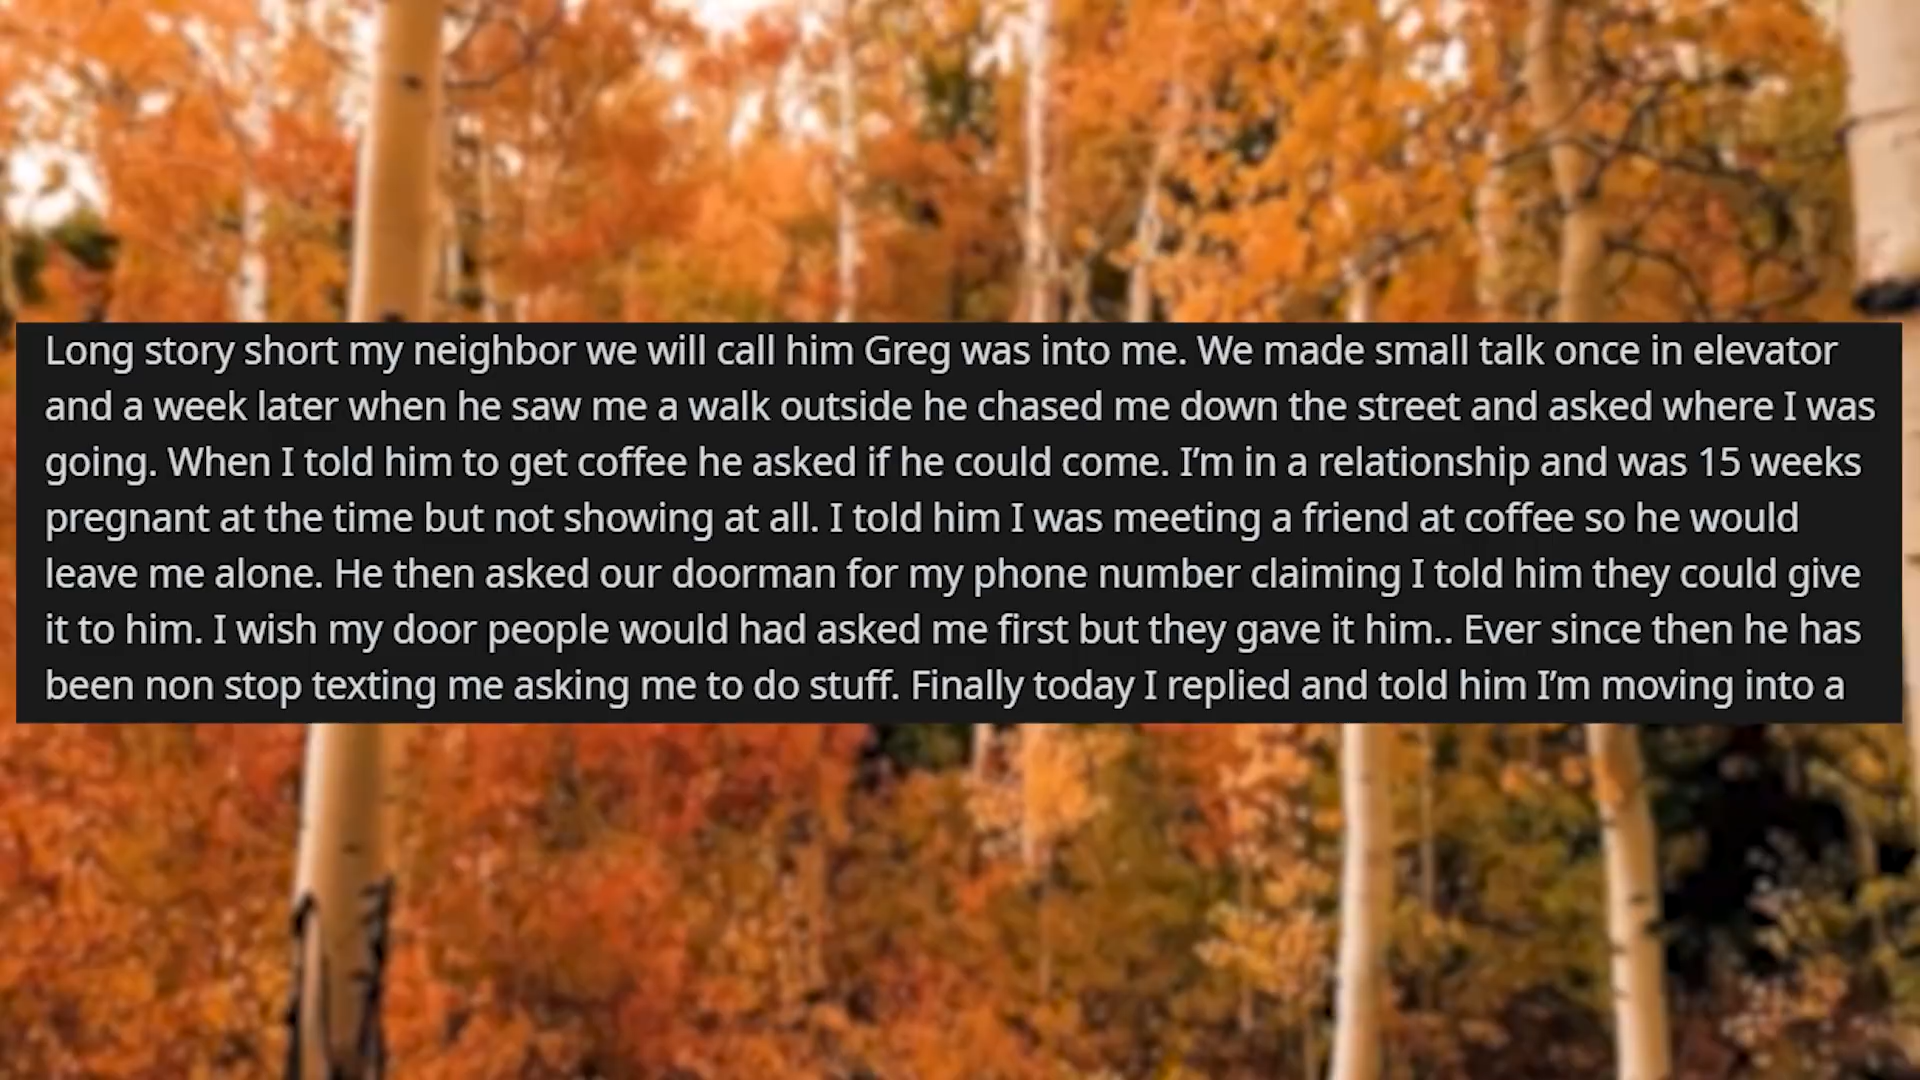 Long story short my neighbor we will call him Greg was into me. We made small talk once in elevator
and a week later when he saw me a walk outside he chased me down the street and asked where I was
going. When I told him to get coffee he asked if he could come. I’m in a relationship and was 15 weeks
pregnant at the time but not showing at all. I told him I was meeting a friend at coffee so he would
leave me alone. He then asked our doorman for my phone number claiming I told him they could give
it to him. I wish my door people would had asked me first but they gave it him.. Ever since then he has
been non stop texting me asking me to do stuff. Finally today I replied and told him I’m moving into a